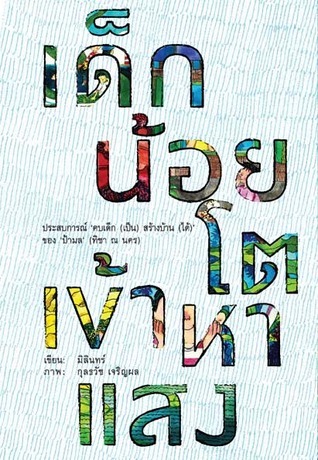 เด็ก
น้อย
ประสบการณ์ 'คบเด็ก (เป็น) สร้างบ้าน (ได้)'
ของ 'ป้ามล' (ทิชา ณ นคร)
โต
เข้าหา
เขียน: มิลินทร์
ภาพ: กุลธวัช เจริญผล
แสง